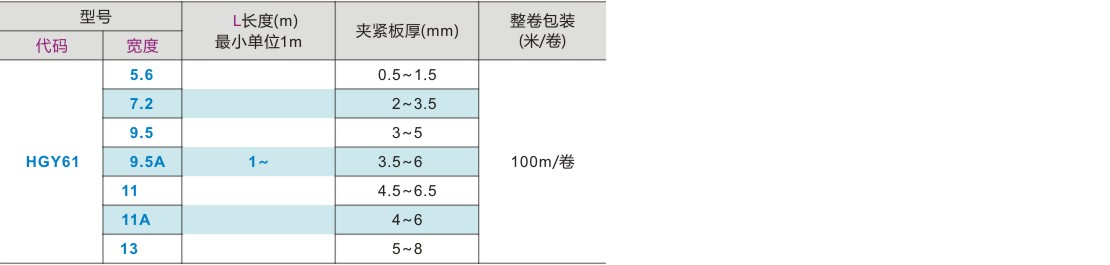 型号
代码 宽度
L长度(m)
最小单位1m
夹紧板厚(mm)
整卷包装
(米/卷)
5.6 0.5~1.5
7.2 2~3.5
9.5 3~5
HGY61 9.5A 1~ 3.5~6 100m/卷
11 4.5~6.5
11A 4~6
13 5~8